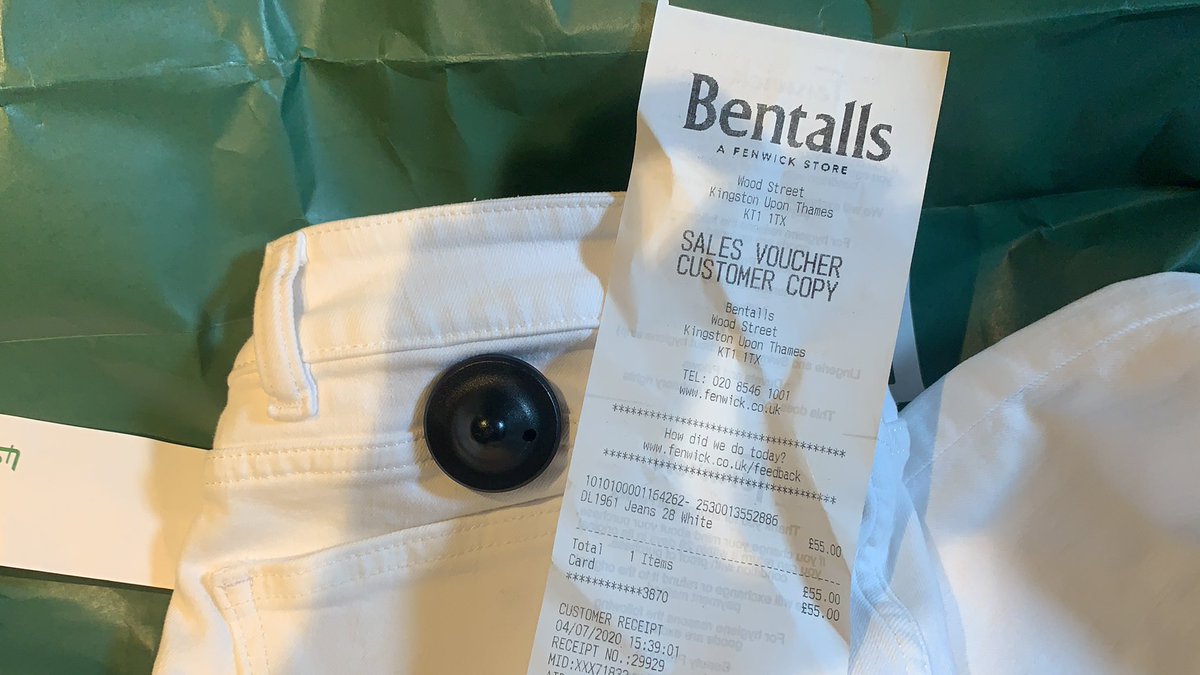 Bentalls
A FENWICK STORE
Wood Street
Kingston Upon Thames
KT1 1TX
SALES VOUCHER
CUSTOMER COPY
Bentalls
Wood Street
Kingston Upon Thames
KT1 1TX
TEL: 020 8546 1001
www.fenwick.co.uk
************************************
How did we do today?
www.fenwick.co.uk/feedback
************************************
1010100001164262- 2530013552886
DL1961 Jeans 28 White £55.00
Total 1 Items £55.00
Card £55.00
************3870
CUSTOMER RECEIPT
04/07/2020 15:39:01
RECEIPT NO.:29929
MID:XXX71832